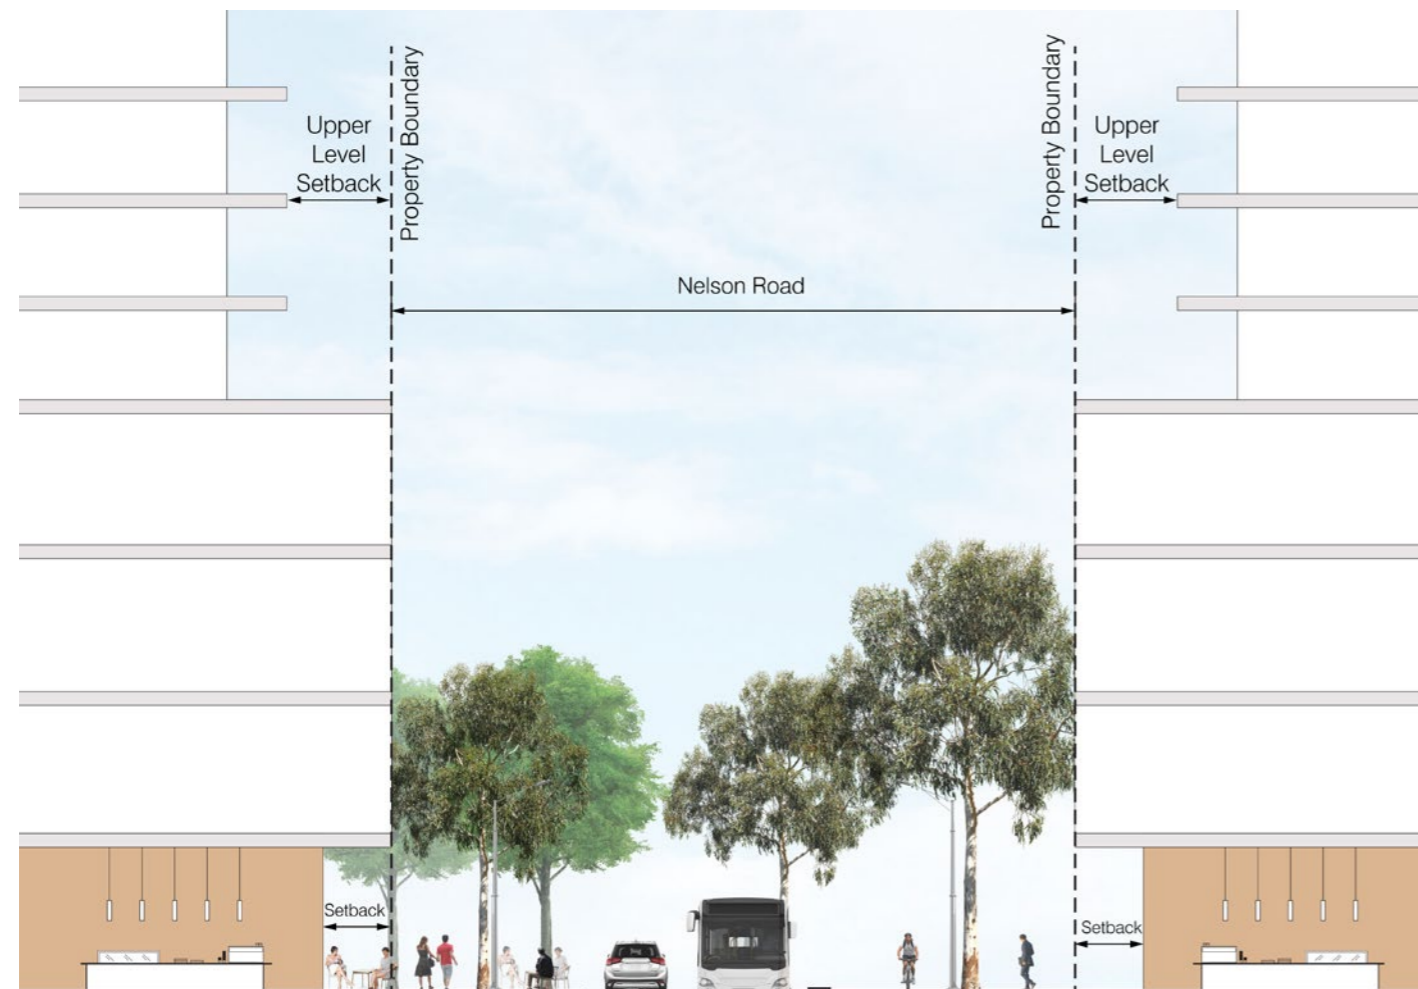 Upper
Level
Setback
Property Boundary
Property Boundary
Upper
Level
Setback
Nelson Road
Setback
Setback